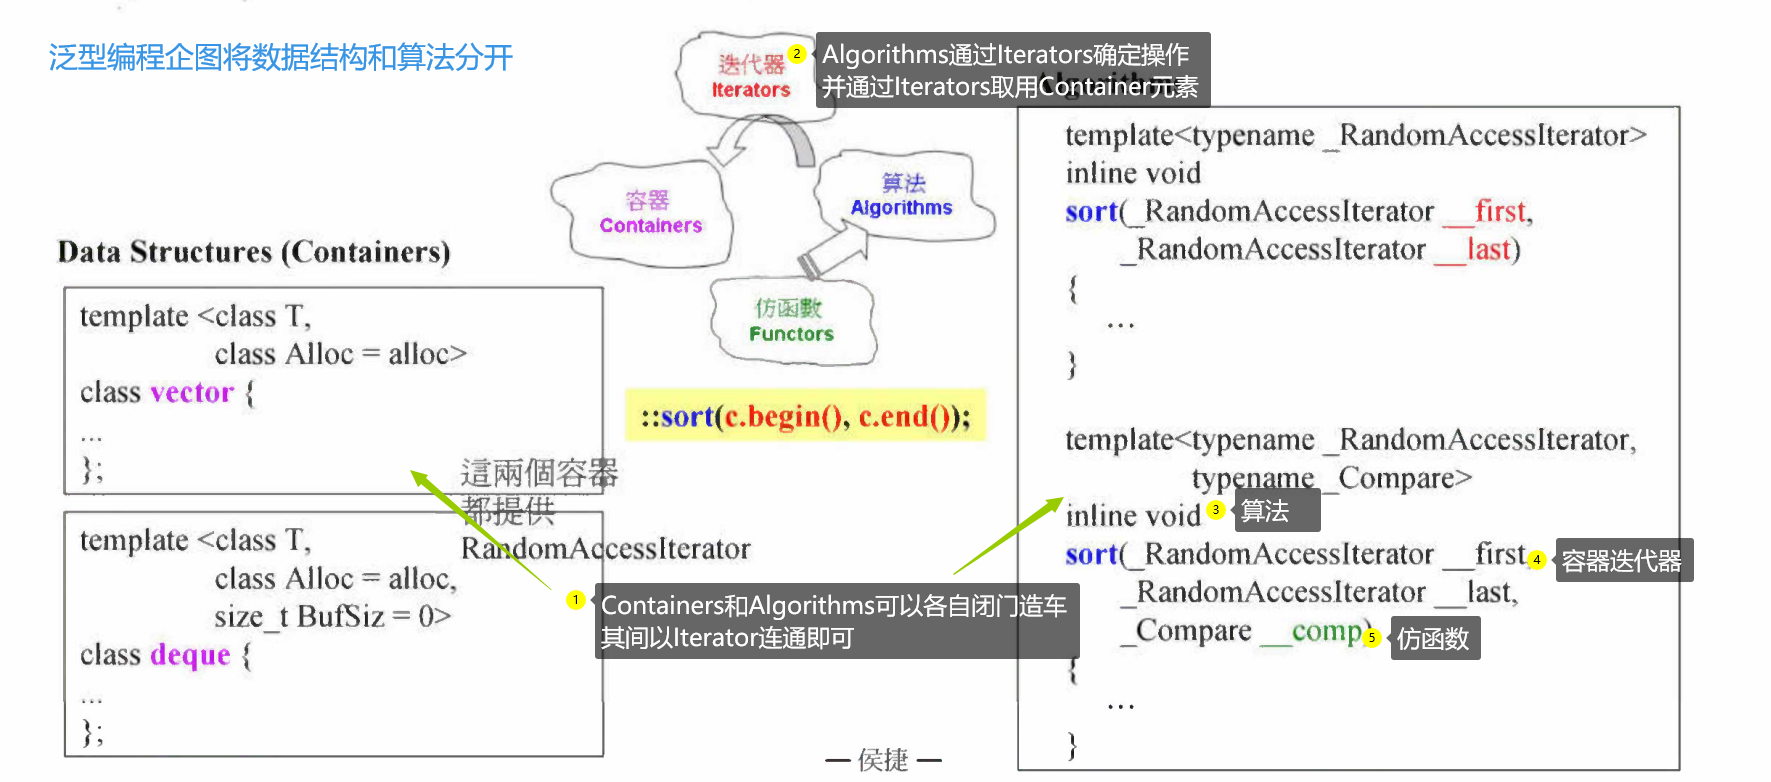 泛型编程企图将数据结构和算法分开
迭代器
Iterators
2
Algorithms通过Iterators确定操作
并通过Iterators取用Container元素
容器
Containers
算法
Algorithms
仿函數
Functors
::sort(c.begin(), c.end());
Data Structures (Containers)
template <class T,
class Alloc = alloc>
class vector {
...
};
這兩個容器
都提供
RandomAccessIterator
template <class T,
class Alloc = alloc,
size_t BufSiz = 0>
class deque {
...
};
1
Containers和Algorithms可以各自闭门造车
其间以Iterator连通即可
template<typename _RandomAccessIterator>
inline void
sort(_RandomAccessIterator __first,
_RandomAccessIterator __last)
{
...
}
template<typename _RandomAccessIterator,
typename _Compare>
inline void
3
算法
sort(_RandomAccessIterator __first,
4
容器迭代器
_RandomAccessIterator __last,
_Compare __comp)
5
仿函数
{
...
}
— 侯捷 —